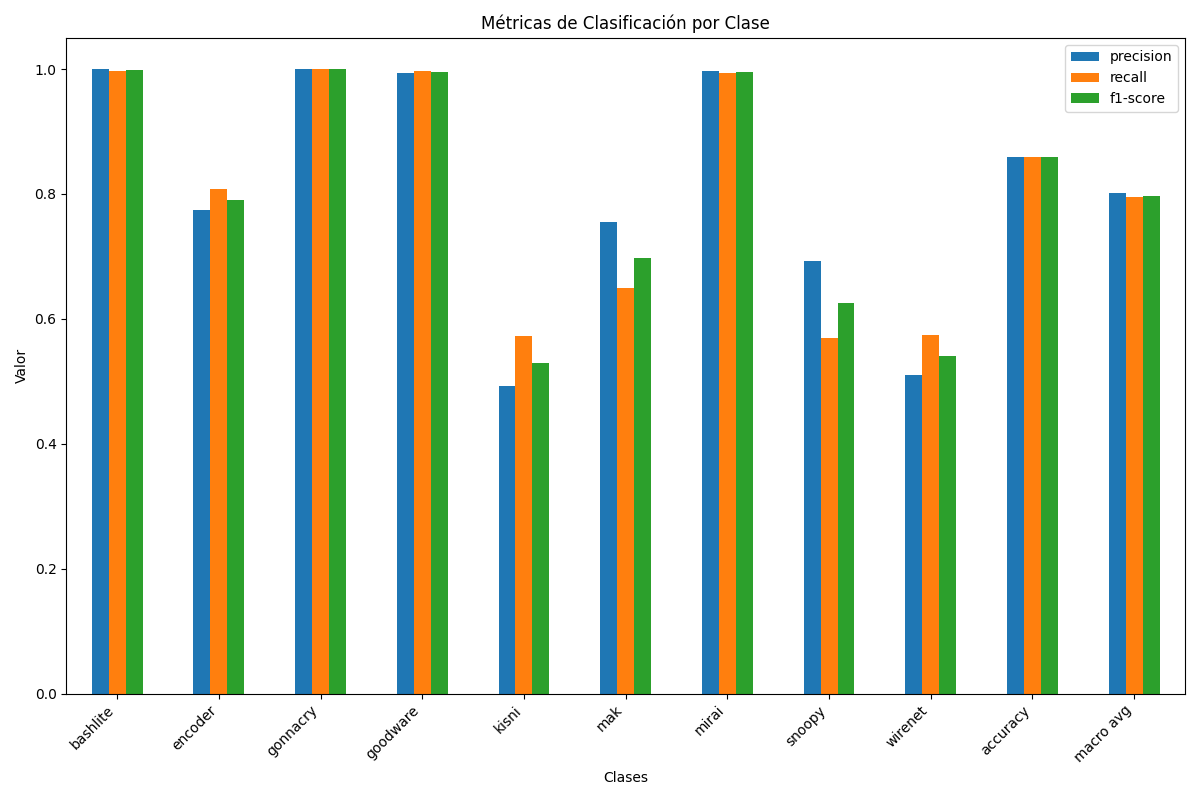 Métricas de Clasificación por Clase
precision
recall
f1-score
1.0
0.8
0.6
0.4
0.2
0.0
Valor
bashlite
encoder
gonnacry
goodware
kisni
mak
mirai
snoopy
wirenet
accuracy
macro avg
Clases